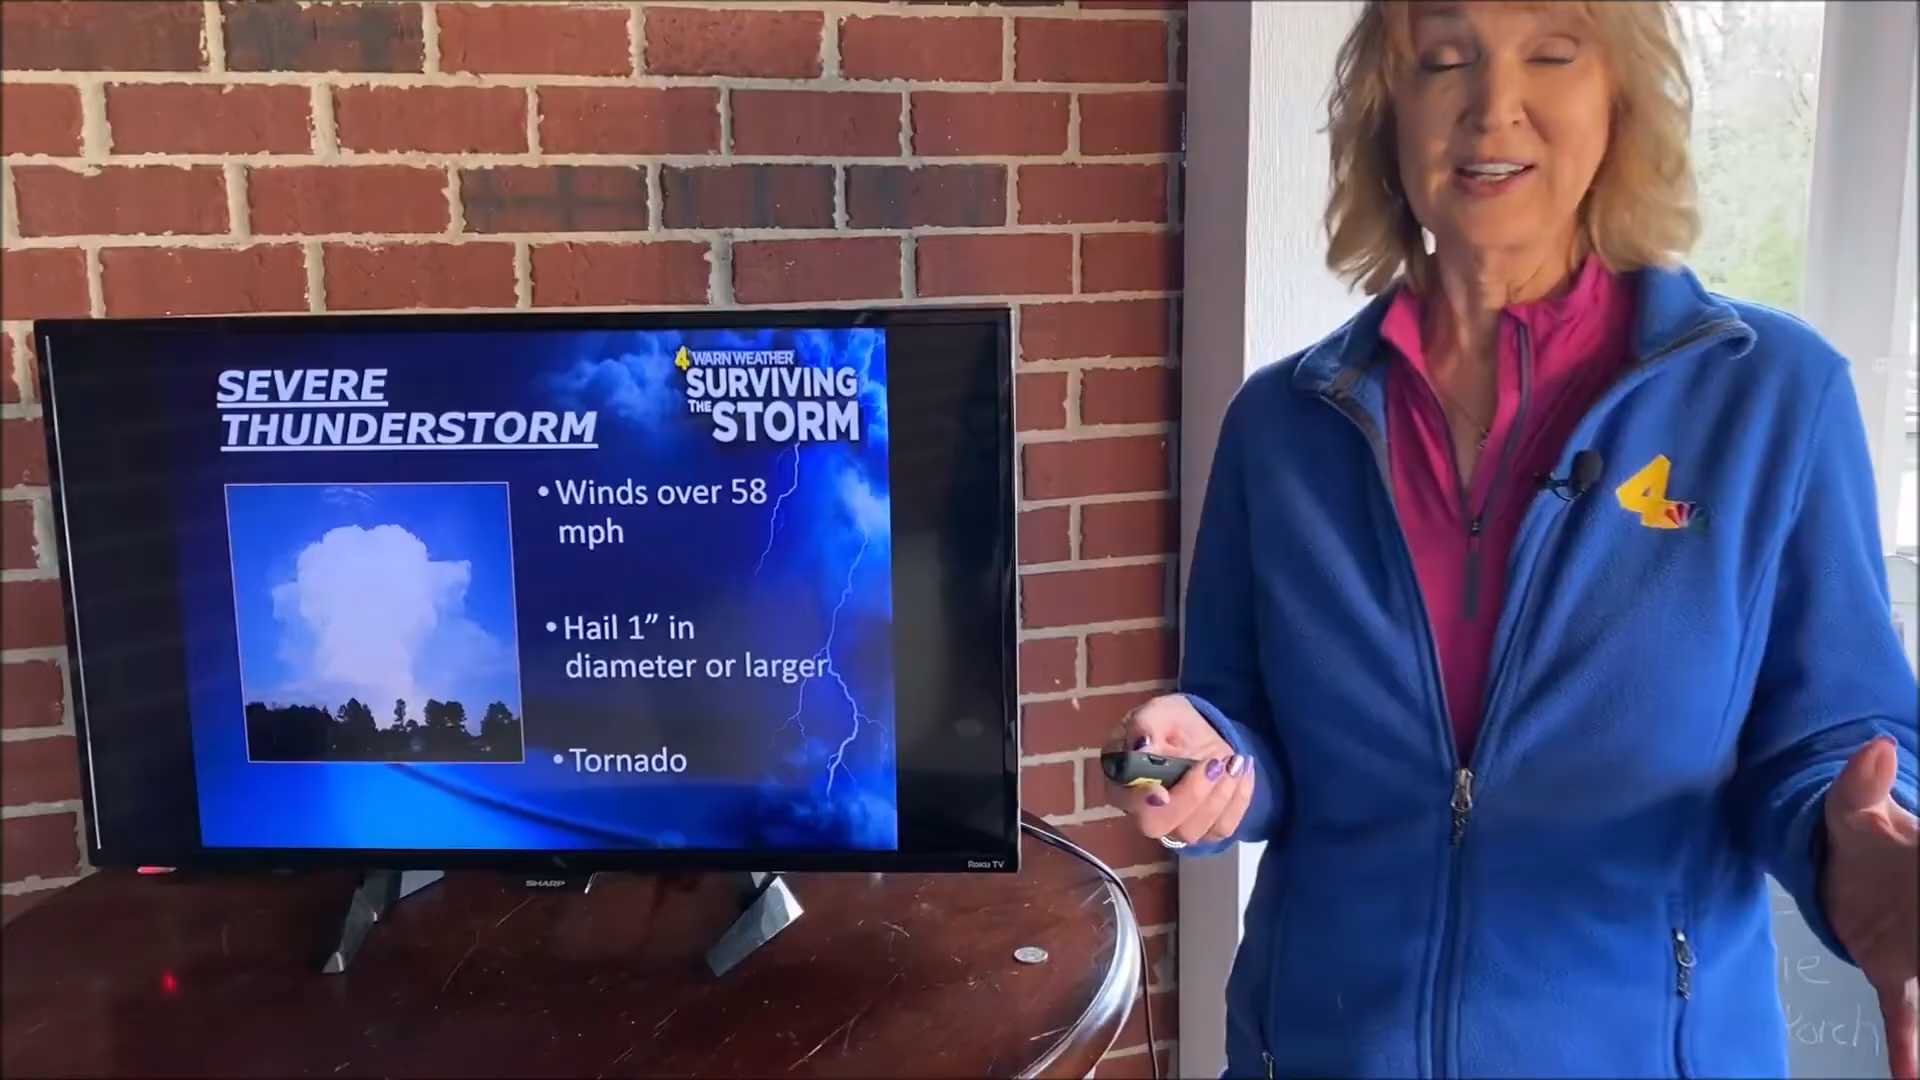 SEVERE
THUNDERSTORM
4 WARN WEATHER
SURVIVING
THE STORM
• Winds over 58
mph
• Hail 1” in
diameter or larger
• Tornado
Roku TV
SHARP
4